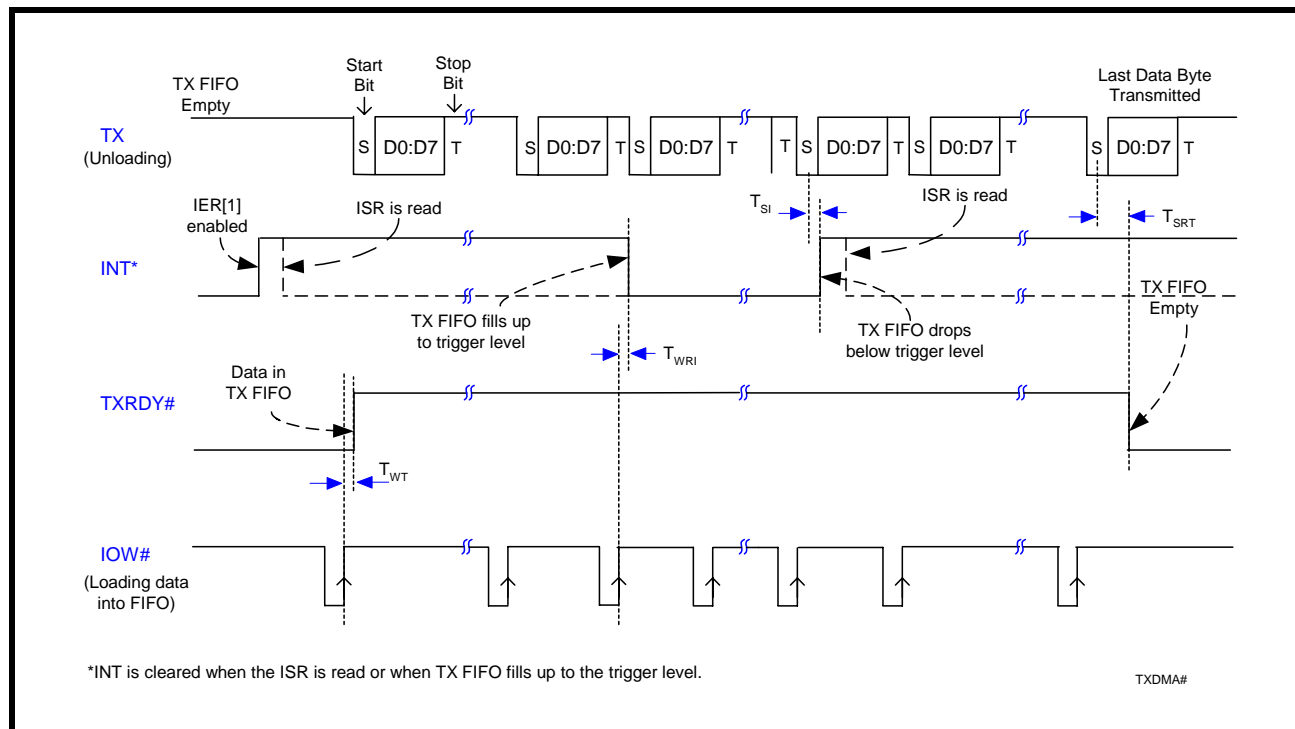 TX FIFO
Empty
Start
Bit
Stop
Bit
Last Data Byte
Transmitted
TX
(Unloading)
S D0:D7 T S D0:D7 T S D0:D7 T T S D0:D7 T S D0:D7 T S D0:D7 T
IER[1]
enabled
ISR is read
TSI
ISR is read
TSRT
INT*
TX FIFO fills up
to trigger level
TX FIFO drops
below trigger level
TX FIFO
Empty
TWRI
Data in
TX FIFO
TXRDY#
TWT
IOW#
(Loading data
into FIFO)
*INT is cleared when the ISR is read or when TX FIFO fills up to the trigger level.
TXDMA#